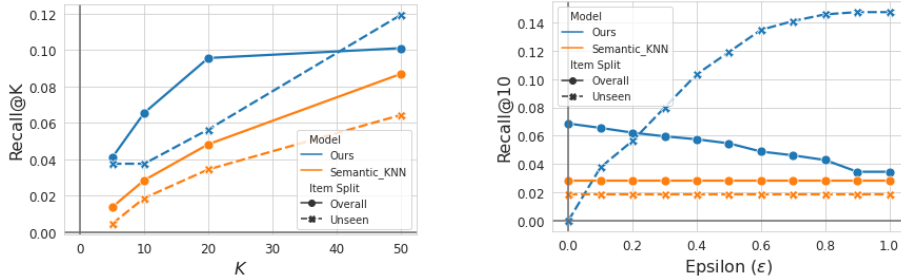 0.12
0.10
0.08
0.06
0.04
0.02
0.00
Recall@K
0
10
20
30
40
50
K
Model
Ours
Semantic_KNN
Item Split
Overall
Unseen
0.14
0.12
0.10
0.08
0.06
0.04
0.02
0.00
Recall@10
0.0
0.2
0.4
0.6
0.8
1.0
Epsilon (ε)
Model
Ours
Semantic_KNN
Item Split
Overall
Unseen